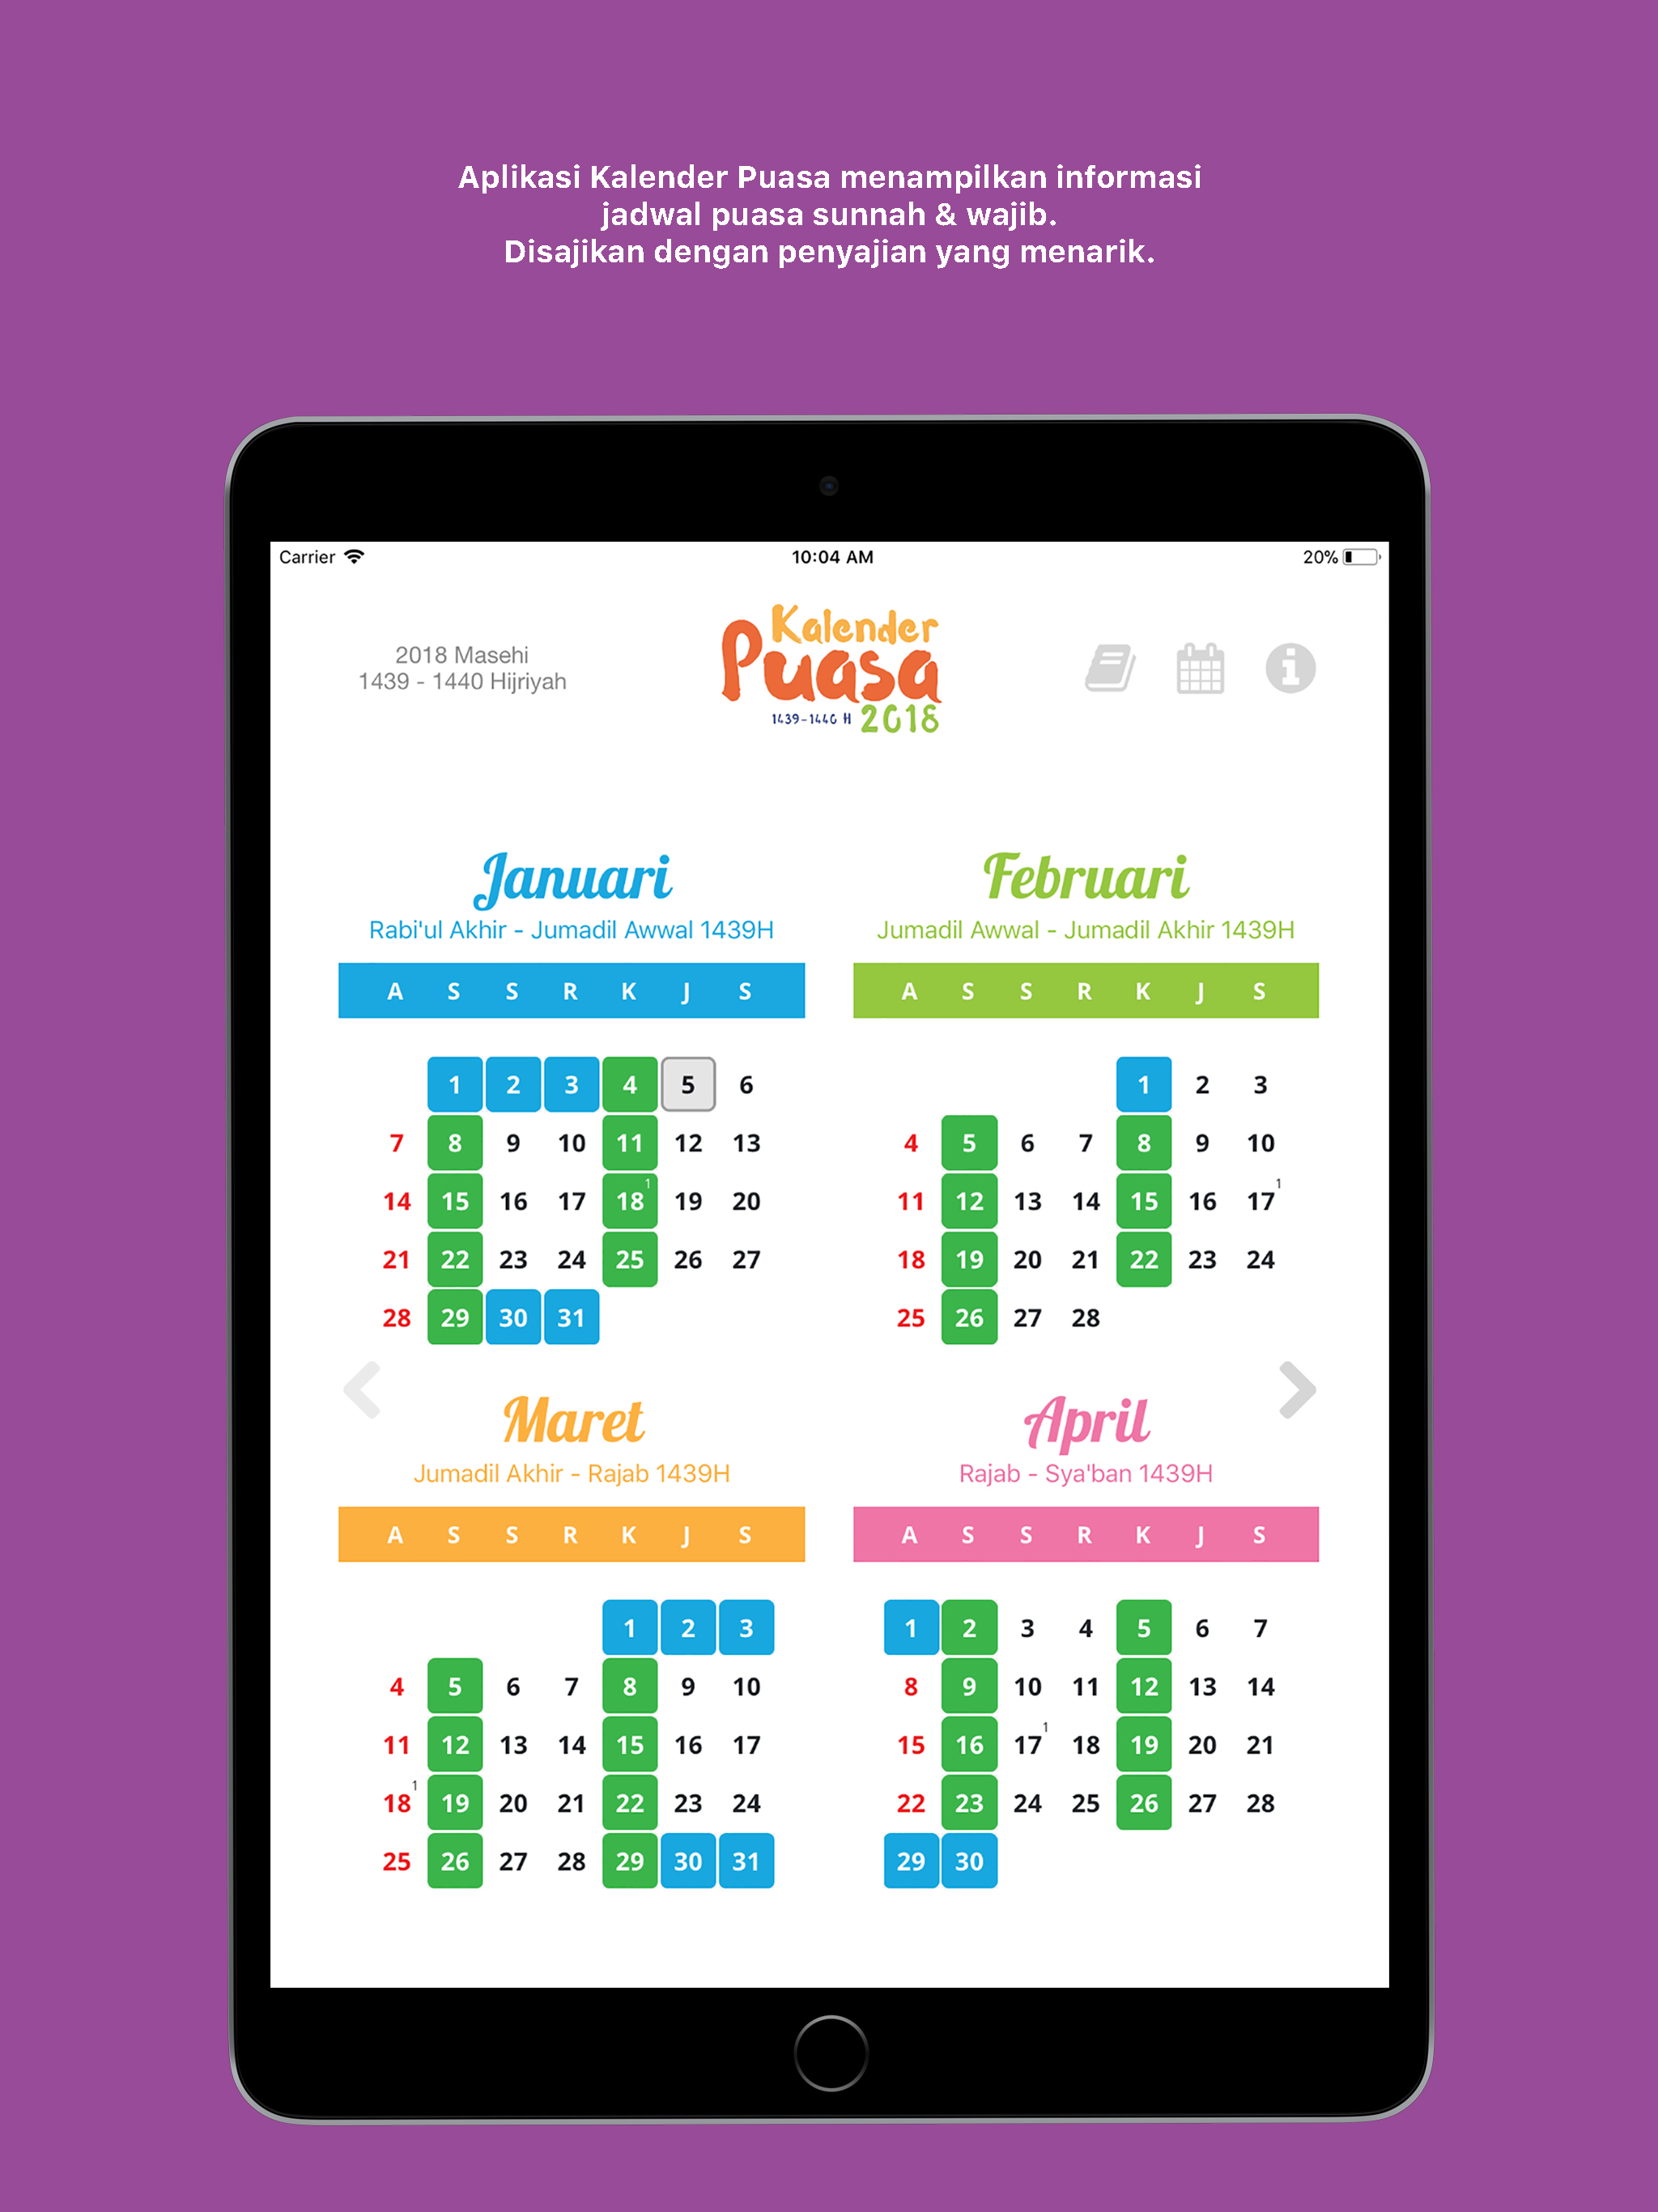 Aplikasi Kalender Puasa menampilkan informasi
jadwal puasa sunnah & wajib.
Disajikan dengan penyajian yang menarik.
Carrier
10:04 AM
20%
2018 Masehi
1439 - 1440 Hijriyah
Kalender
Puasa
1439-1440 H 2018
Januari
Rabi'ul Akhir - Jumadil Awwal 1439H
A S S R K J S
1 2 3 4 5 6
7 8 9 10 11 12 13
14 15 16 17 18 1 19 20
21 22 23 24 25 26 27
28 29 30 31
Februari
Jumadil Awwal - Jumadil Akhir 1439H
A S S R K J S
1 2 3
4 5 6 7 8 9 10
11 12 13 14 15 16 17 1
18 19 20 21 22 23 24
25 26 27 28
Maret
Jumadil Akhir - Rajab 1439H
A S S R K J S
1 2 3
4 5 6 7 8 9 10
11 12 13 14 15 16 17
18 1 19 20 21 22 23 24
25 26 27 28 29 30 31
April
Rajab - Sya'ban 1439H
A S S R K J S
1 2 3 4 5 6 7
8 9 10 11 12 13 14
15 16 17 1 18 19 20 21
22 23 24 25 26 27 28
29 30